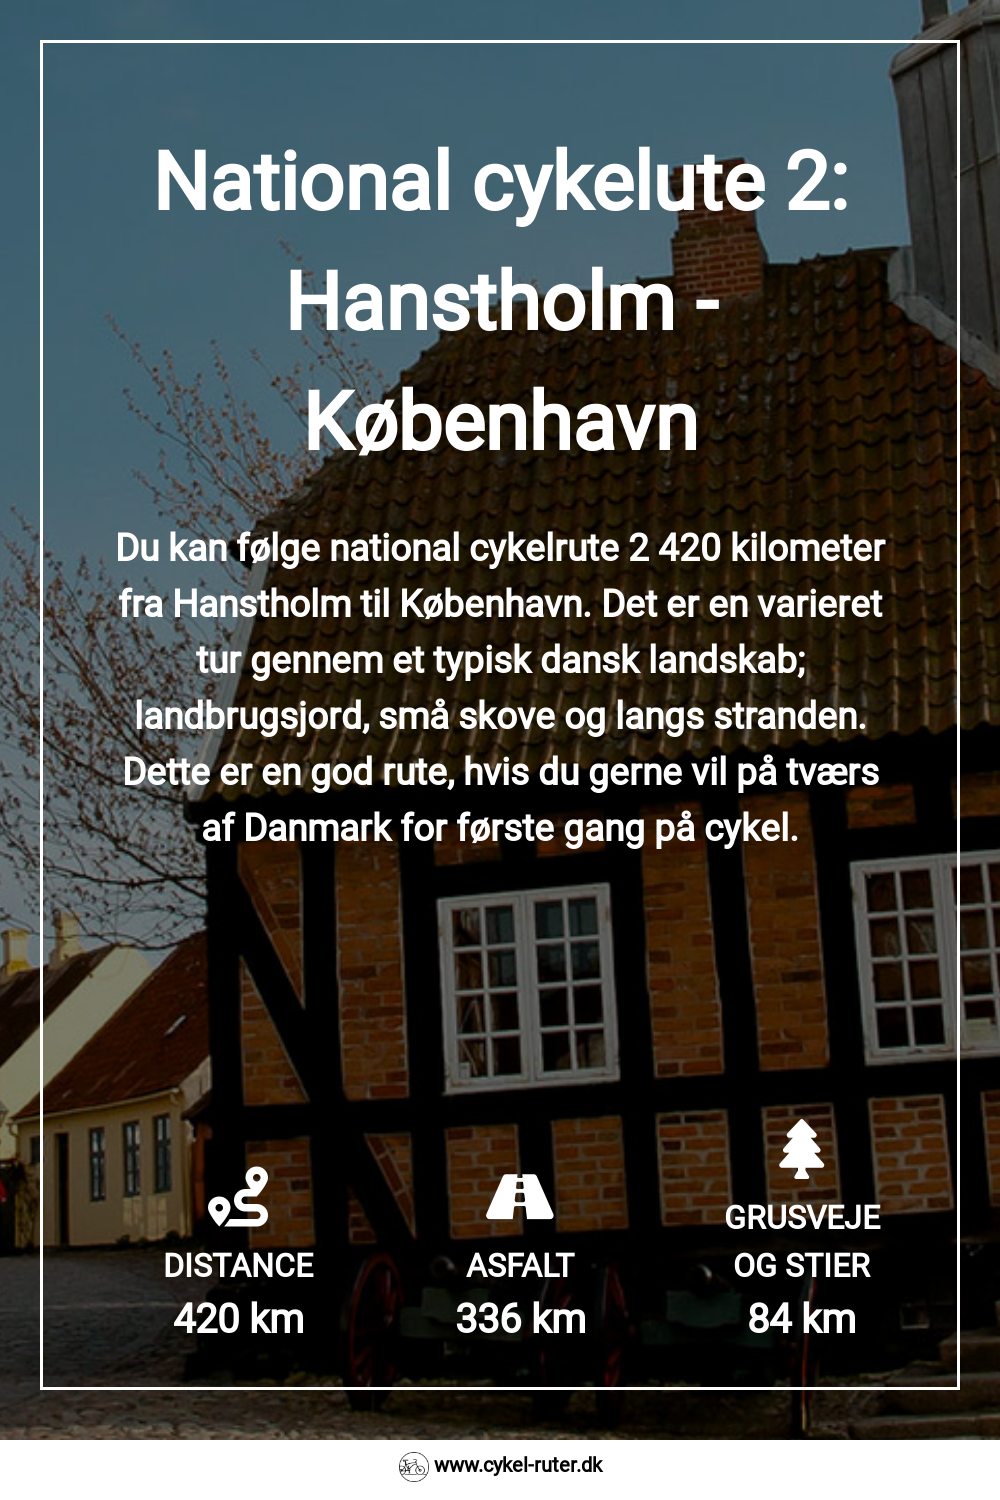 National cykelute 2:
Hanstholm -
København
Du kan følge national cykelrute 2 420 kilometer
fra Hanstholm til København. Det er en varieret
tur gennem et typisk dansk landskab;
landbrugsjord, små skove og langs stranden.
Dette er en god rute, hvis du gerne vil på tværs
af Danmark for første gang på cykel.
DISTANCE
420 km
ASFALT
336 km
GRUSVEJE
OG STIER
84 km
www.cykel-ruter.dk